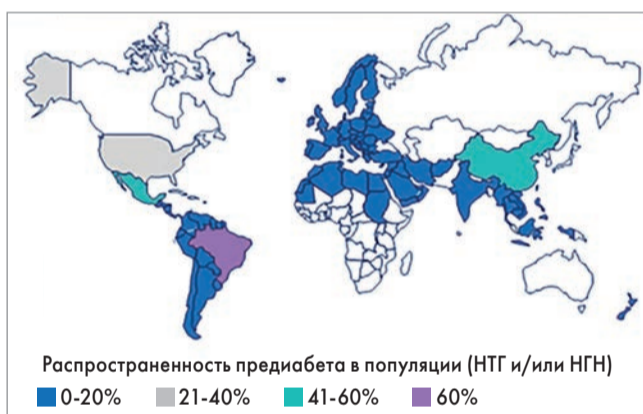 Распространенность предиабета в популяции (НТГ и/или НГН)
0-20% 21-40% 41-60% 60%